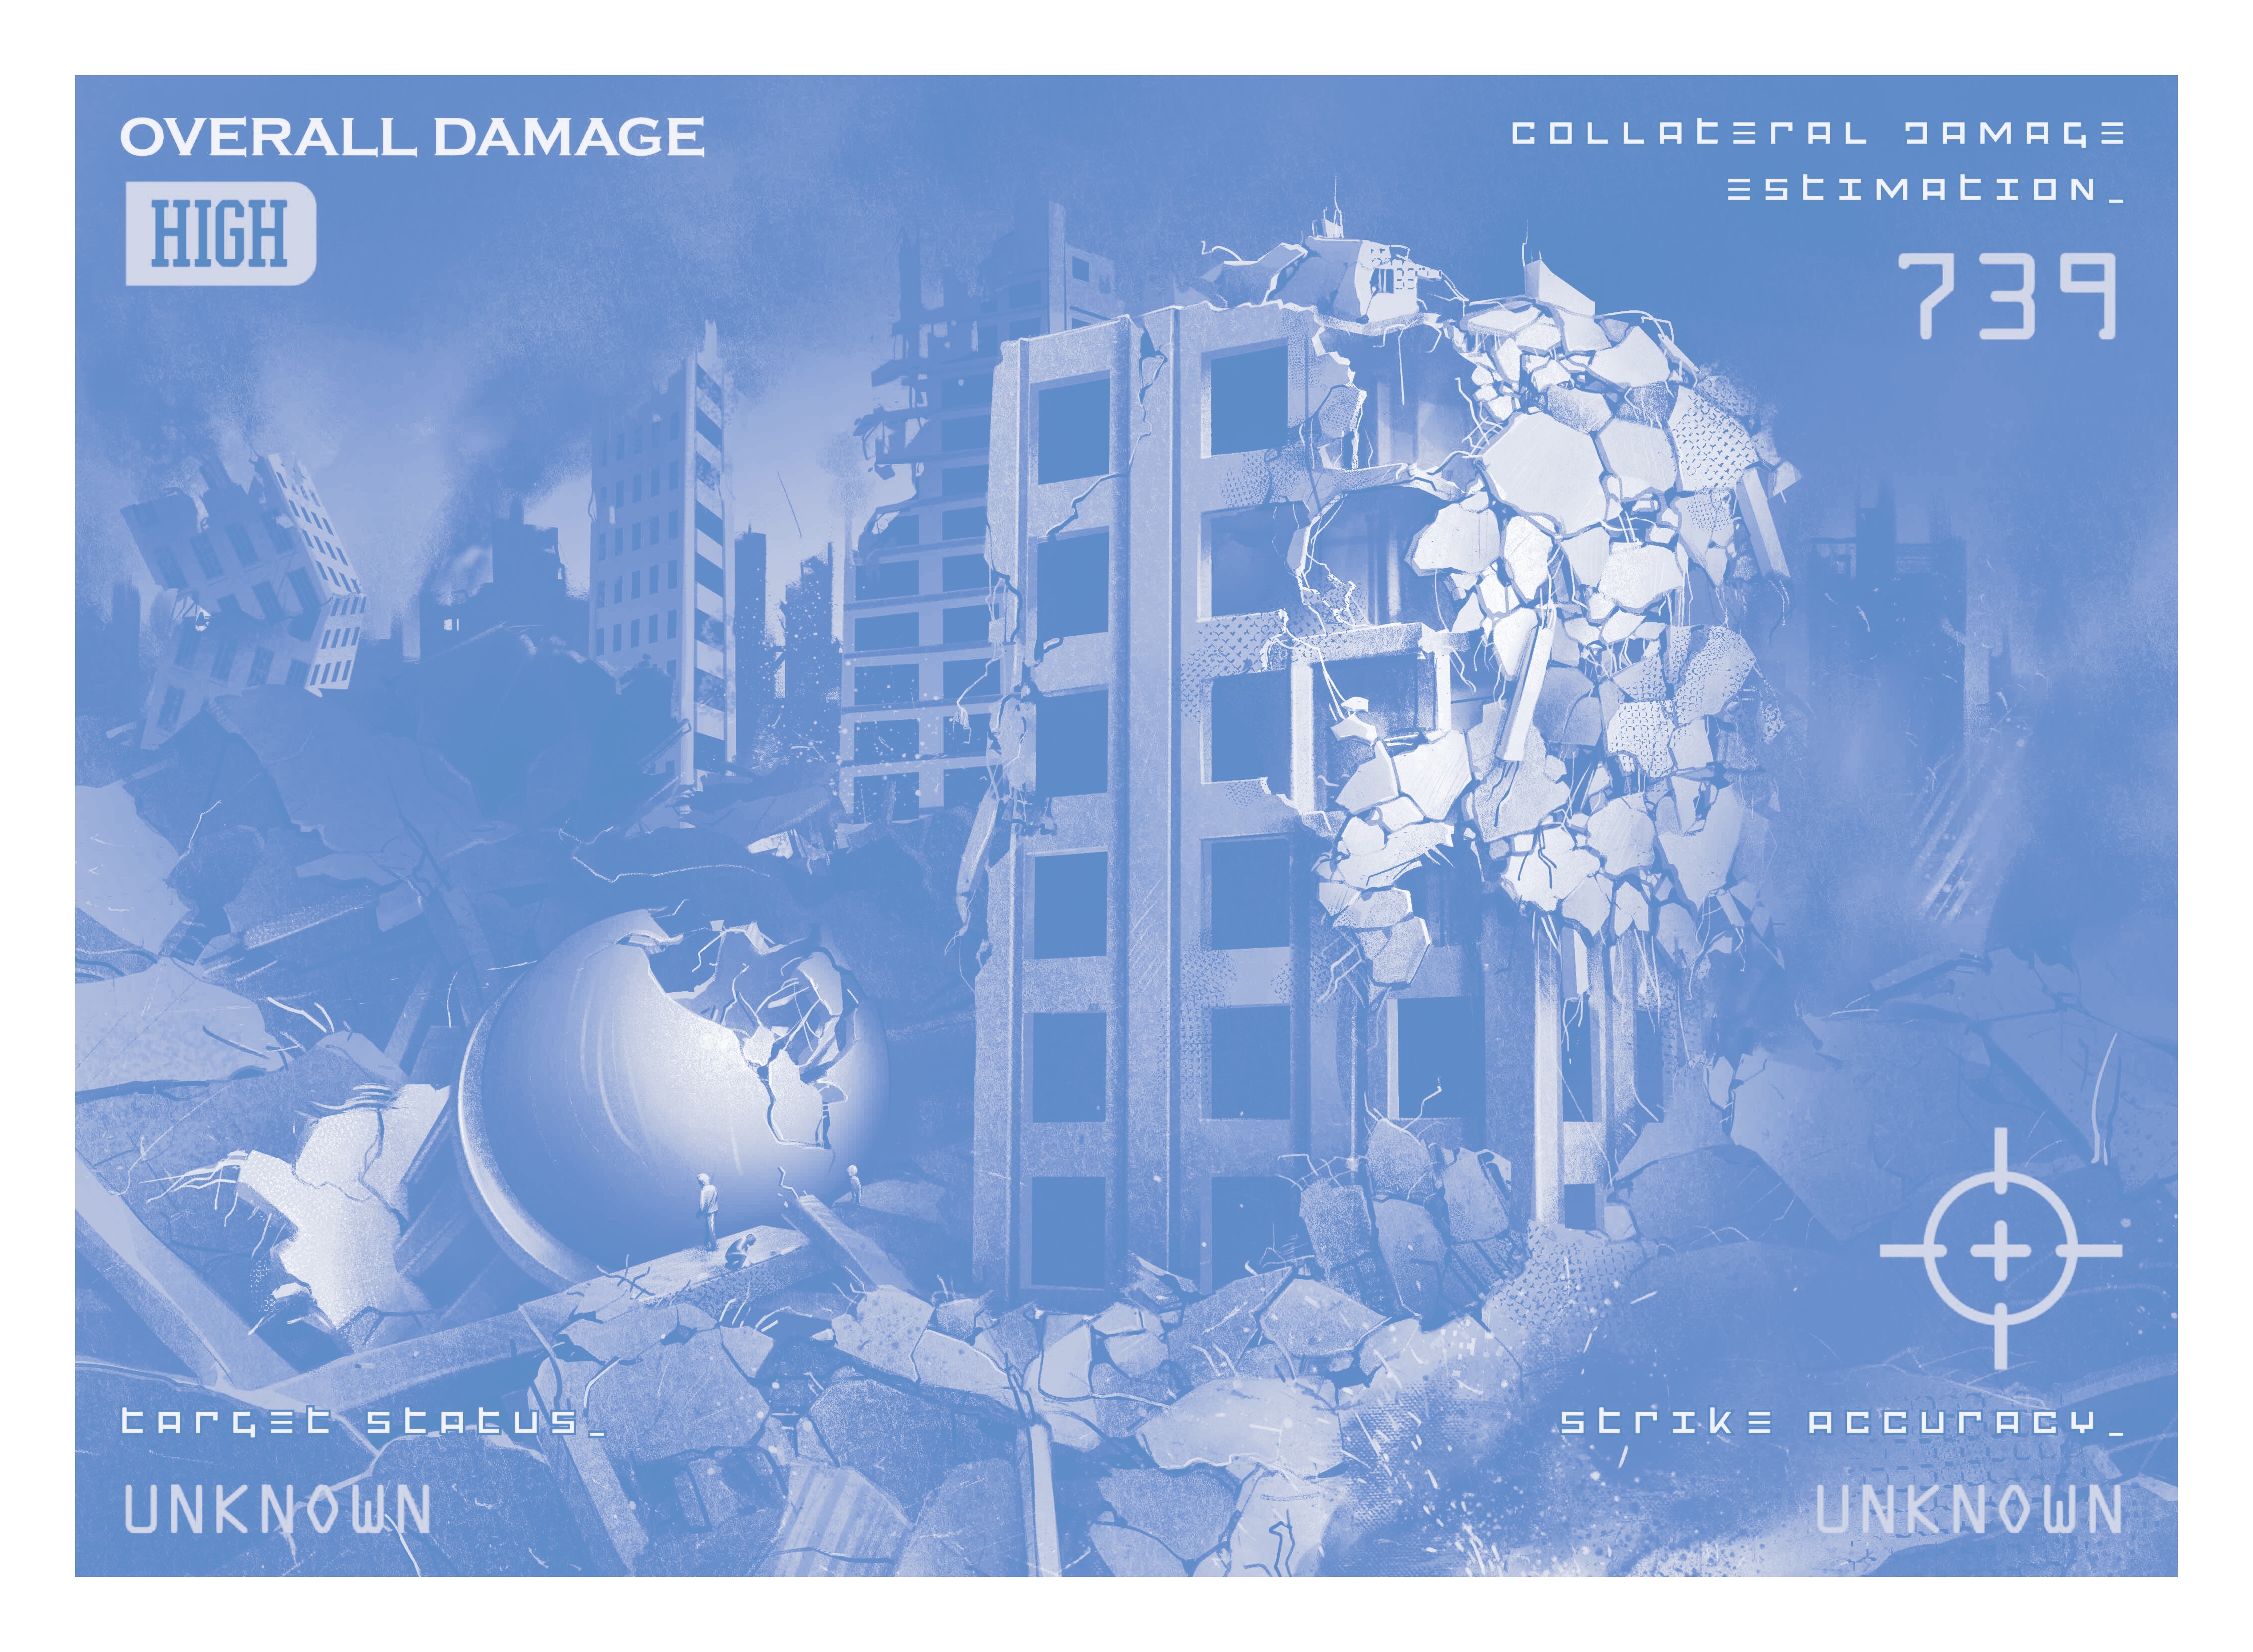 OVERALL DAMAGE
HIGH
COLLATERAL DAMAGE
ESTIMATION_
739
TARGET STATUS_
UNKNOWN
STRIKE ACCURACY_
UNKNOWN